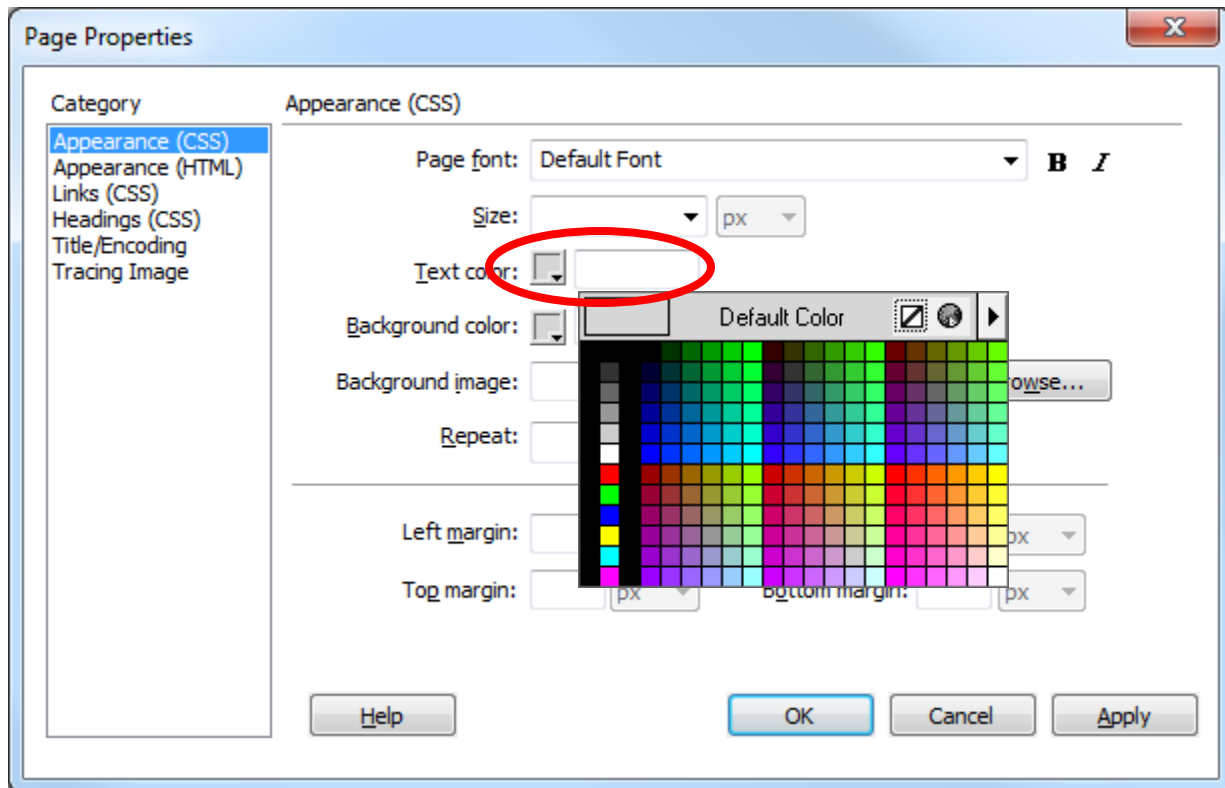 Page Properties
Category
Appearance (CSS)
Appearance (HTML)
Links (CSS)
Headings (CSS)
Title/Encoding
Tracing Image
Appearance (CSS)
Page font: Default Font B I
Size: px
Text color:
Default Color
Background color:
Background image: rowse...
Repeat:
Left margin: px
Top margin: px Bottom margin: px
Help OK Cancel Apply